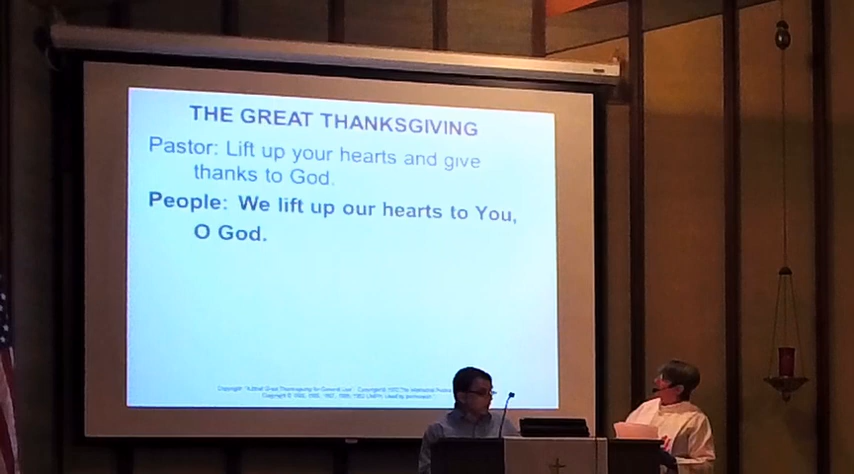 THE GREAT THANKSGIVING
Pastor: Lift up your hearts and give
thanks to God.
People: We lift up our hearts to You,
O God.